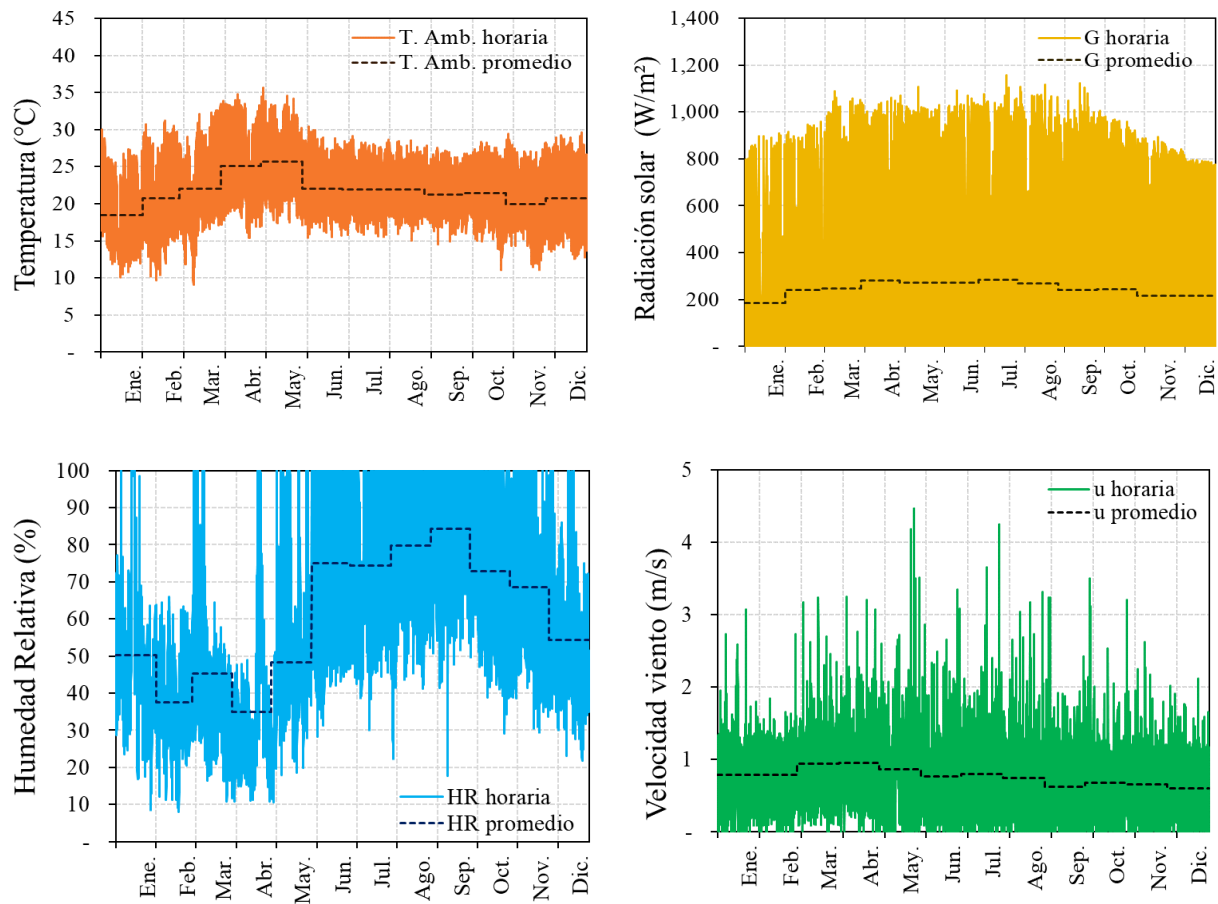 Temperatura (°C)
45
40
35
30
25
20
15
10
5
-
T. Amb. horaria
T. Amb. promedio
Ene.
Feb.
Mar.
Abr.
May.
Jun.
Jul.
Ago.
Sep.
Oct.
Nov.
Dic.
Radiación solar (W/m²)
1,400
1,200
1,000
800
600
400
200
-
G horaria
G promedio
Ene.
Feb.
Mar.
Abr.
May.
Jun.
Jul.
Ago.
Sep.
Oct.
Nov.
Dic.
Humedad Relativa (%)
100
90
80
70
60
50
40
30
20
10
-
HR horaria
HR promedio
Ene.
Feb.
Mar.
Abr.
May.
Jun.
Jul.
Ago.
Sep.
Oct.
Nov.
Dic.
Velocidad viento (m/s)
5
4
3
2
1
-
u horaria
u promedio
Ene.
Feb.
Mar.
Abr.
May.
Jun.
Jul.
Ago.
Sep.
Oct.
Nov.
Dic.